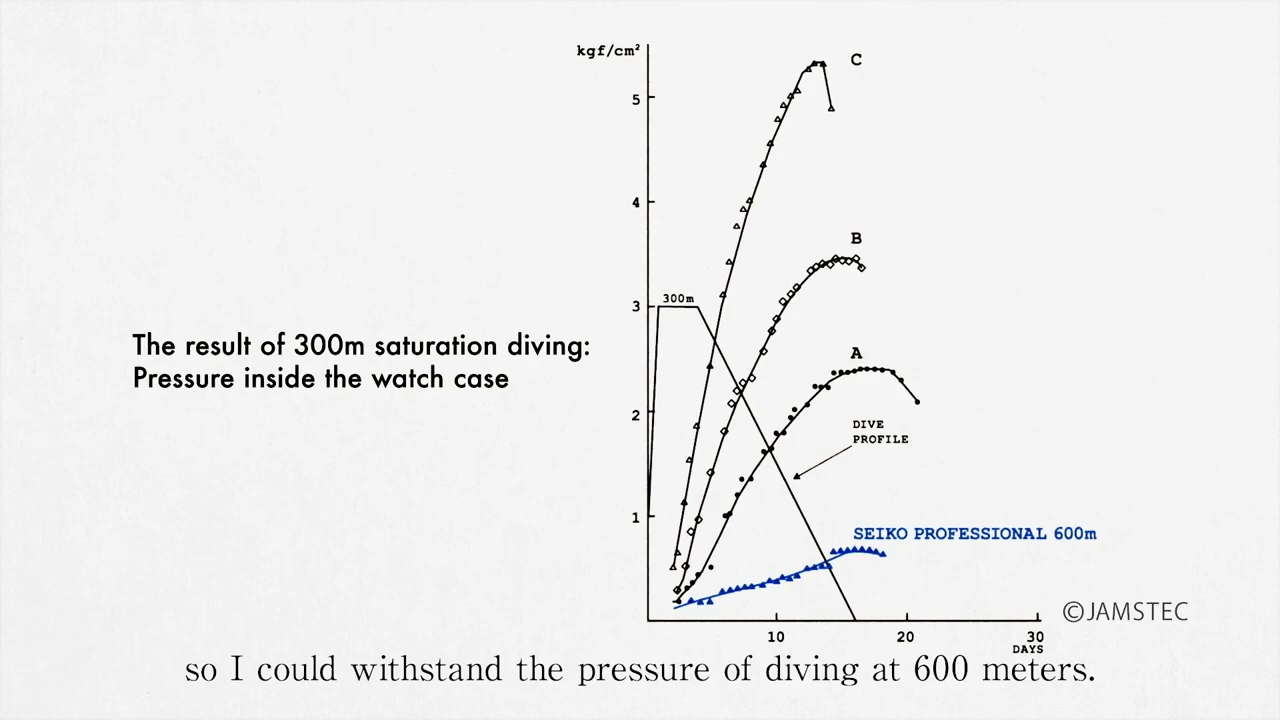 kgf/cm²
C
5
4
B
300m
3
The result of 300m saturation diving:
Pressure inside the watch case
A
2
DIVE
PROFILE
1
SEIKO PROFESSIONAL 600m
©JAMSTEC
10
20
30
DAYS
so I could withstand the pressure of diving at 600 meters.